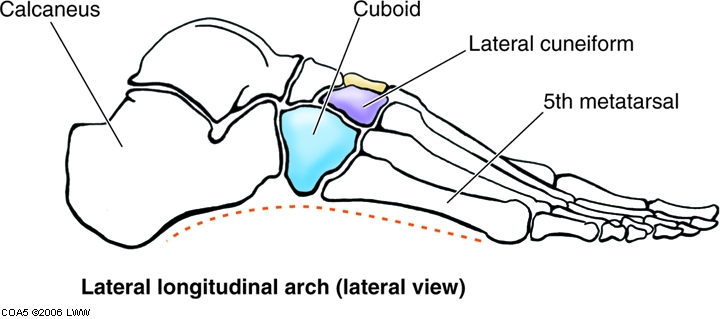 Calcaneus
Cuboid
Lateral cuneiform
5th metatarsal
Lateral longitudinal arch (lateral view)
COA5 ©2006 LWW